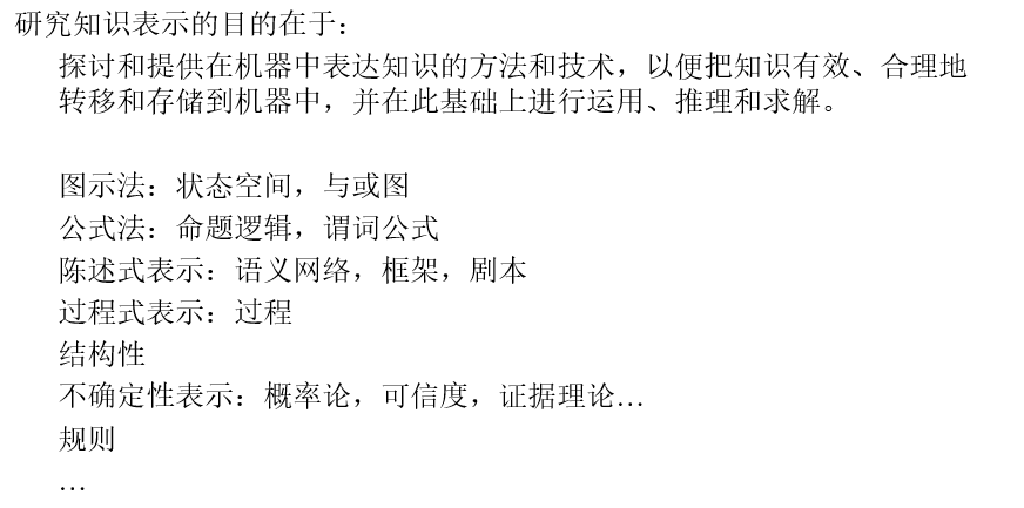 研究知识表示的目的在于：
探讨和提供在机器中表达知识的方法和技术，以便把知识有效、合理地
转移和存储到机器中，并在此基础上进行运用、推理和求解。
图示法：状态空间，与或图
公式法：命题逻辑，谓词公式
陈述式表示：语义网络，框架，剧本
过程式表示：过程
结构性
不确定性表示：概率论，可信度，证据理论…
规则
…